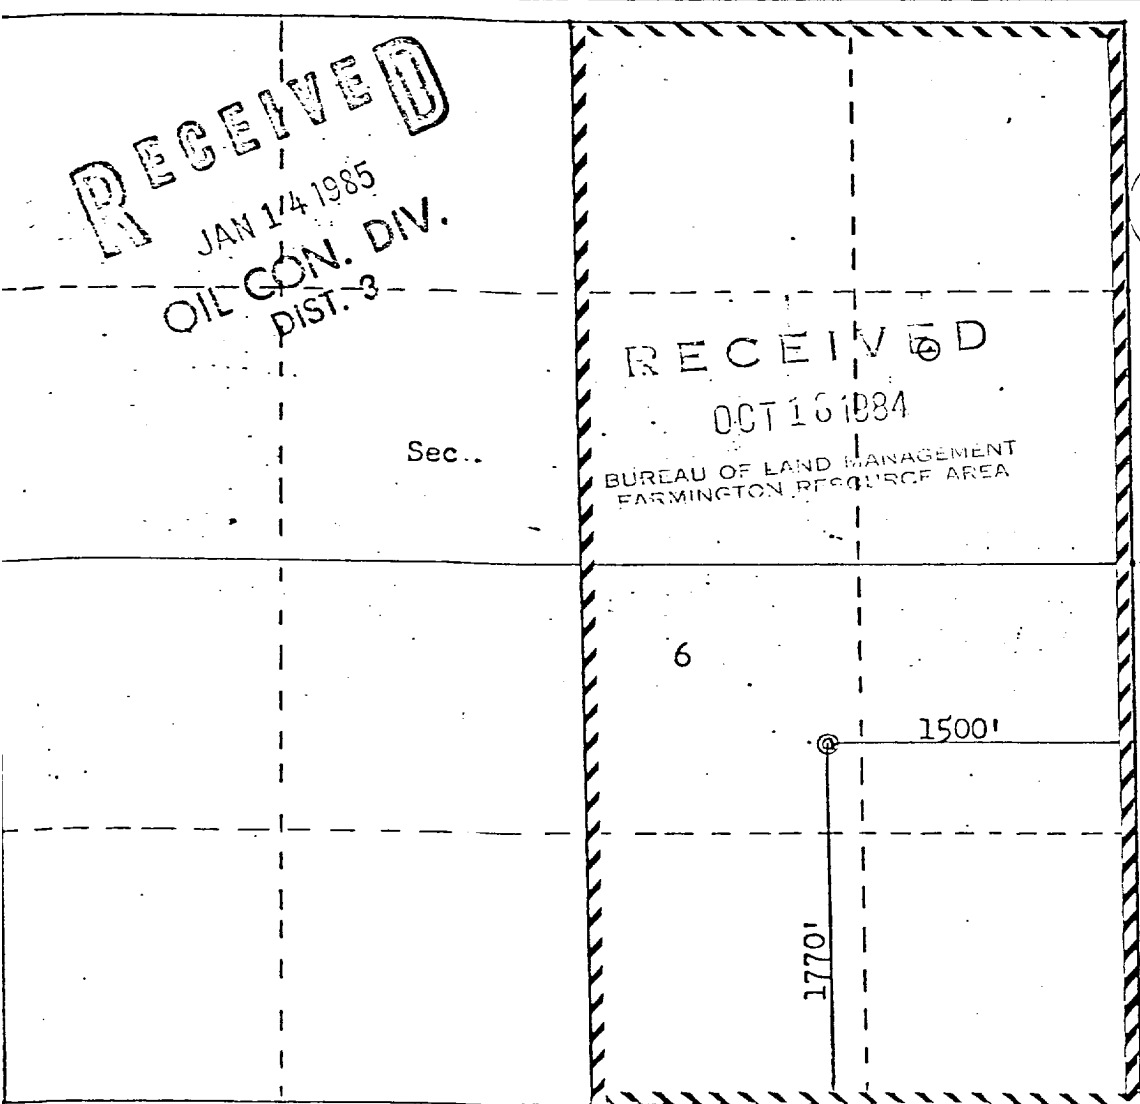 RECEIVED
JAN 14 1985
OIL CON. DIV.
DIST. 3
RECEIVED
OCT 16 1984
BUREAU OF LAND MANAGEMENT
FARMINGTON RESOURCE AREA
Sec.
6
1500'
1770'